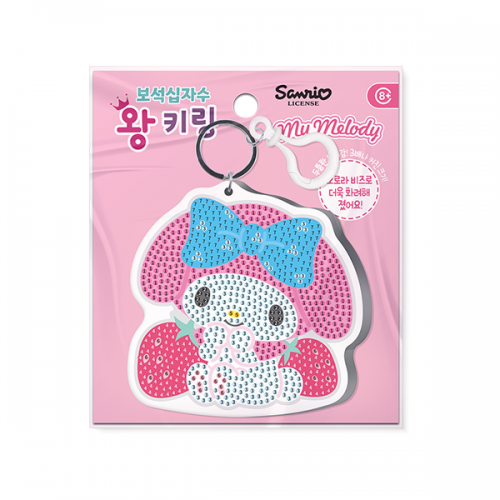 보석십자수
왕 키링
Sanrio
LICENSE
8+
My Melody
오로라 비즈로
더욱 화려해
졌어요!